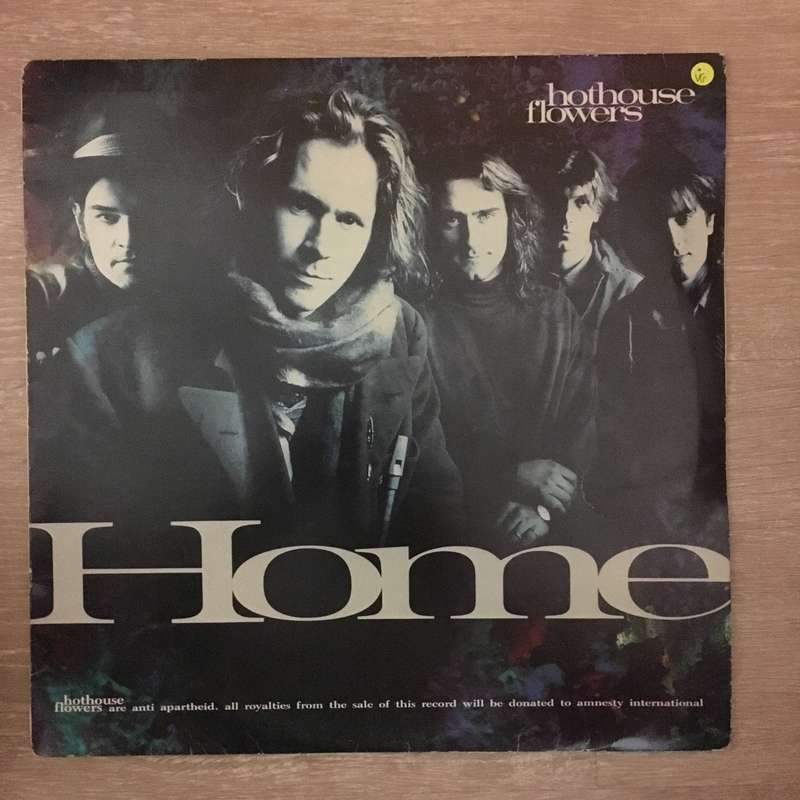 VG
hothouse
flowers
Home
hothouse
flowers are anti apartheid. all royalties from the sale of this record will be donated to amnesty international